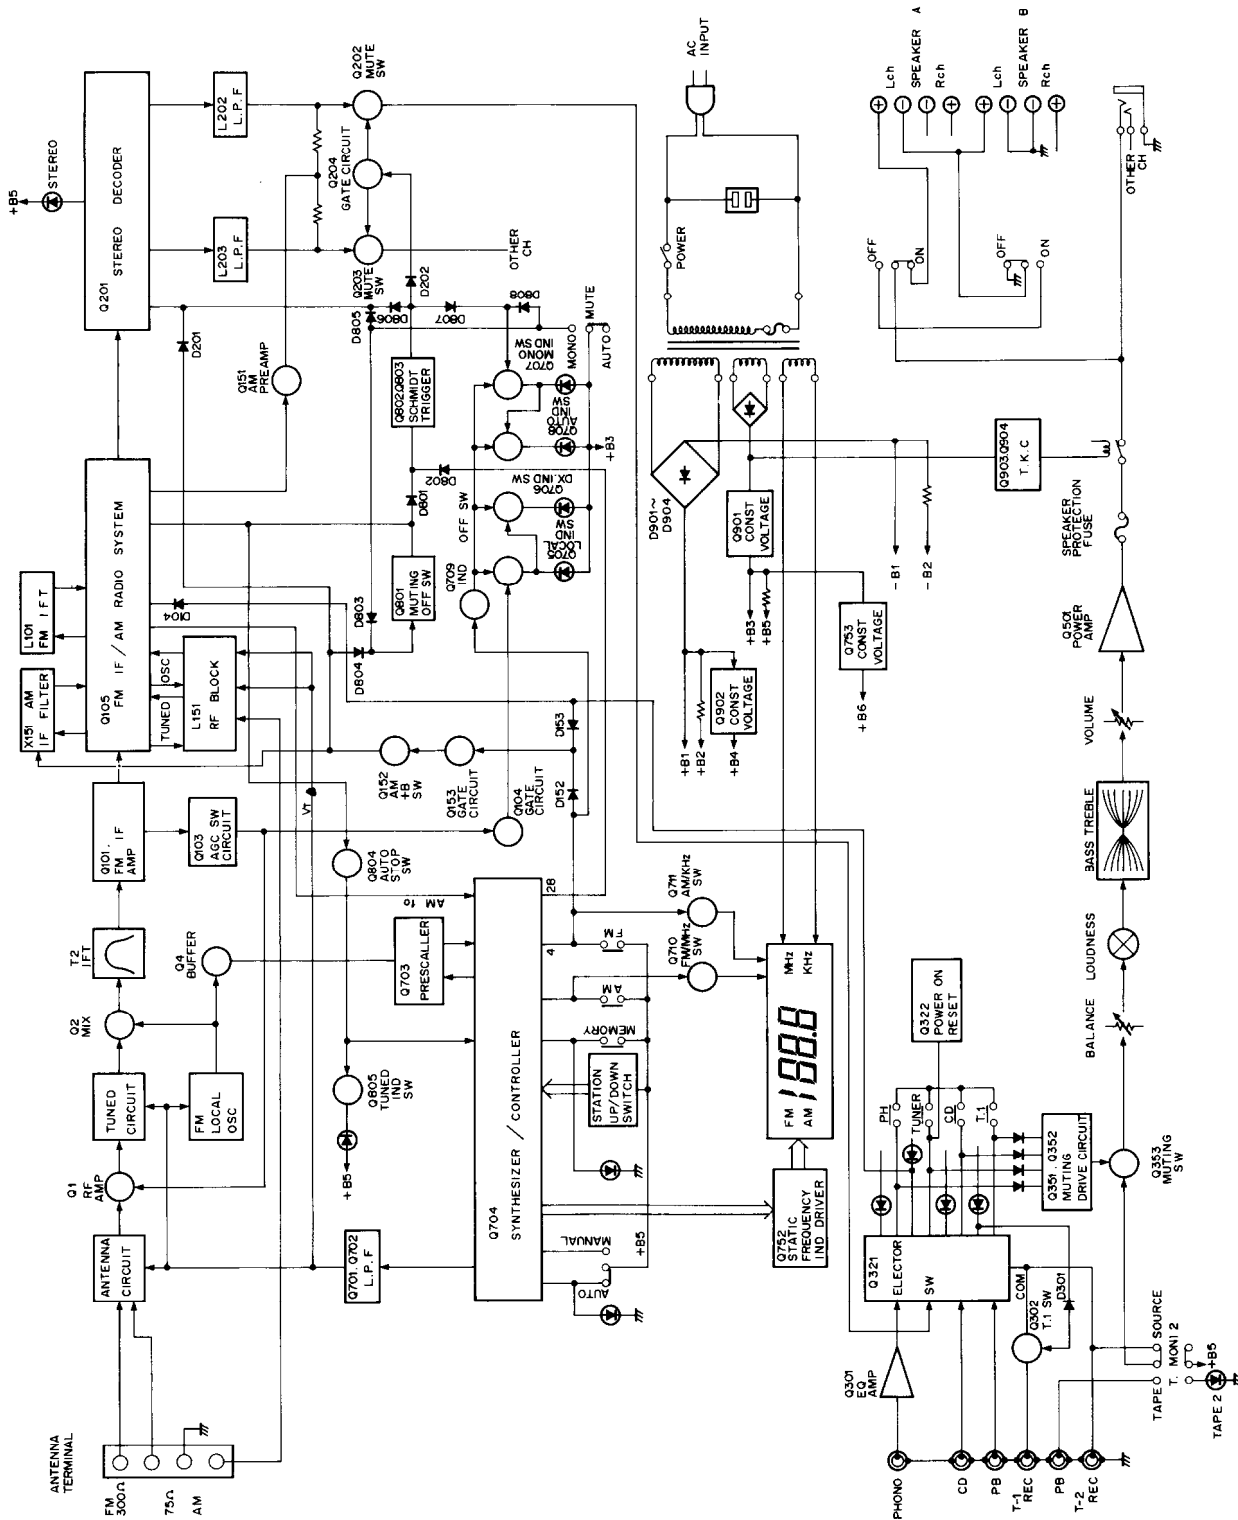 ANTENNA
TERMINAL
FM
300Ω
75Ω
AM
ANTENNA
CIRCUIT
Q1
RF
AMP
TUNED
CIRCUIT
FM
LOCAL
OSC
Q2
MIX
Q4
BUFFER
T2
IFT
Q101.
FM IF
AMP
Q103
AGC SW
CIRCUIT
X151 AM
IF FILTER
L101
FM IFT
Q105
FM IF/AM RADIO SYSTEM
TUNED
OSC
L151
RF BLOCK
VT
D104
Q151
AM
PREAMP
D201
Q201 STEREO DECODER
+B5
STEREO
L203
L.P.F
L202
L.P.F
Q202
MUTE
SW
Q204
GATE CIRCUIT
Q203
MUTE
SW
D202
OTHER
CH
D805
D806
D807
D808
Q802.Q803
SCHMIDT
TRIGGER
D801
D802
Q801
MUTING
OFF SW
D803
D804
Q152
AM
+B
SW
Q153
GATE
CIRCUIT
Q104
GATE
CIRCUIT
D153
D152
Q709
IND
OFF SW
Q705
LOCAL
IND
SW
Q706
DX.IND SW
Q708
AUTO
IND
SW
Q707
MONO
IND SW
MONO
MUTE
AUTO
+B3
Q804
AUTO
STOP
SW
Q805
TUNED
IND
SW
+B5
Q701.Q702
L.P.F
Q703
PRESCALLER
AM fo
Q704
SYNTHESIZER/CONTROLLER
4
28
FM
AM
MEMORY
STATION
UP/DOWN
SWITCH
MANUAL
AUTO
+B5
Q710
FM/MHz
SW
Q711
AM/KHz
SW
Q752
STATIC
FREQUENCY
IND DRIVER
FM
AM
188.8
MHz
KHz
AC
INPUT
POWER
D901~
D904
Q901
CONST
VOLTAGE
Q902
CONST
VOLTAGE
Q753
CONST
VOLTAGE
+B1
+B2
+B4
+B3
+B5
+B6
-B1
-B2
Q903.Q904
T.K.C
OFF
ON
OFF
ON
Lch
SPEAKER A
Rch
Lch
SPEAKER B
Rch
OTHER
CH
SPEAKER
PROTECTION
FUSE
Q501
POWER
AMP
VOLUME
BASS TREBLE
LOUDNESS
BALANCE
Q353
MUTING
SW
Q351.Q352
MUTING
DRIVE CIRCUIT
Q322
POWER ON
RESET
PH
TUNER
CD
T.1
Q321
ELECTOR
SW
COM
Q302
T.1 SW
D301
Q301
EQ
AMP
PHONO
CD
PB
T-1
REC
PB
T-2
REC
SOURCE
T. MONI 2
TAPE
+B5
TAPE 2